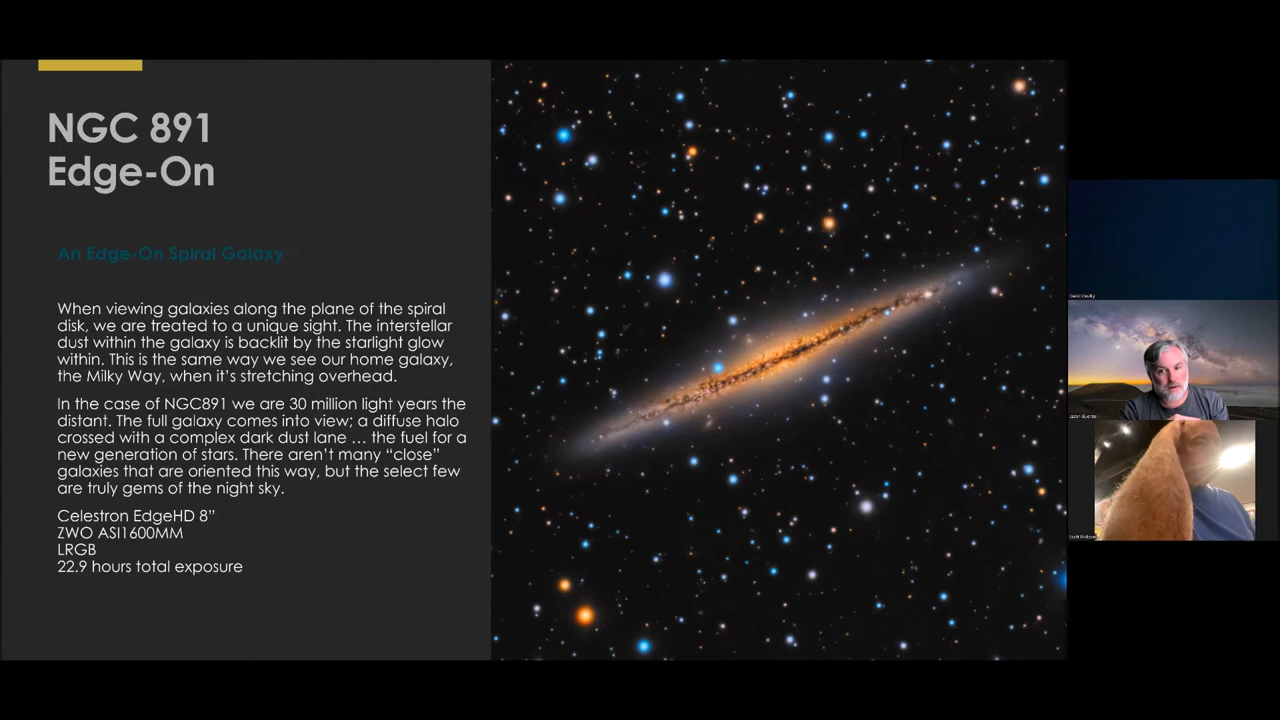 NGC 891
Edge-On
An Edge-On Spiral Galaxy
When viewing galaxies along the plane of the spiral
disk, we are treated to a unique sight. The interstellar
dust within the galaxy is backlit by the starlight glow
within. This is the same way we see our home galaxy,
the Milky Way, when it's stretching overhead.
In the case of NGC891 we are 30 million light years the
distant. The full galaxy comes into view; a diffuse halo
crossed with a complex dark dust lane … the fuel for a
new generation of stars. There aren't many “close”
galaxies that are oriented this way, but the select few
are truly gems of the night sky.
Celestron EdgeHD 8”
ZWO ASI1600MM
LRGB
22.9 hours total exposure